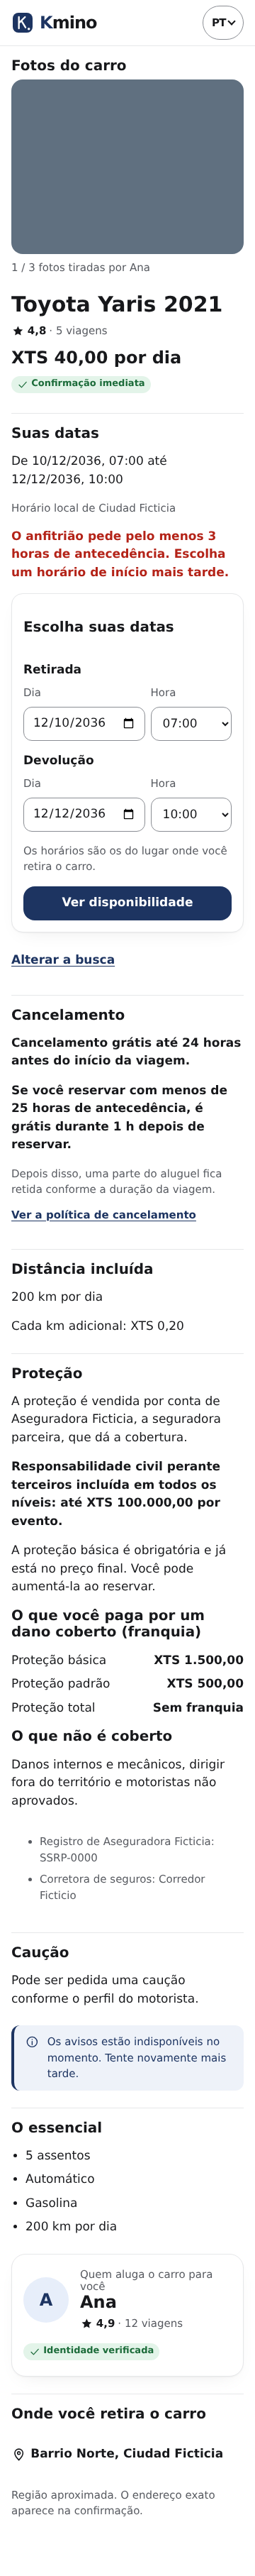 Kmino
PT
Fotos do carro
1 / 3 fotos tiradas por Ana
Toyota Yaris 2021
★ 4,8 · 5 viagens
XTS 40,00 por dia
Confirmação imediata
Suas datas
De 10/12/2036, 07:00 até
12/12/2036, 10:00
Horário local de Ciudad Ficticia
O anfitrião pede pelo menos 3
horas de antecedência. Escolha
um horário de início mais tarde.
Escolha suas datas
Retirada
Dia Hora
12/10/2036 07:00
Devolução
Dia Hora
12/12/2036 10:00
Os horários são os do lugar onde você
retira o carro.
Ver disponibilidade
Alterar a busca
Cancelamento
Cancelamento grátis até 24 horas
antes do início da viagem.
Se você reservar com menos de
25 horas de antecedência, é
grátis durante 1 h depois de
reservar.
Depois disso, uma parte do aluguel fica
retida conforme a duração da viagem.
Ver a política de cancelamento
Distância incluída
200 km por dia
Cada km adicional: XTS 0,20
Proteção
A proteção é vendida por conta de
Aseguradora Ficticia, a seguradora
parceira, que dá a cobertura.
Responsabilidade civil perante
terceiros incluída em todos os
níveis: até XTS 100.000,00 por
evento.
A proteção básica é obrigatória e já
está no preço final. Você pode
aumentá-la ao reservar.
O que você paga por um
dano coberto (franquia)
Proteção básica XTS 1.500,00
Proteção padrão XTS 500,00
Proteção total Sem franquia
O que não é coberto
Danos internos e mecânicos, dirigir
fora do território e motoristas não
aprovados.
• Registro de Aseguradora Ficticia:
SSRP-0000
• Corretora de seguros: Corredor
Ficticio
Caução
Pode ser pedida uma caução
conforme o perfil do motorista.
Os avisos estão indisponíveis no
momento. Tente novamente mais
tarde.
O essencial
• 5 assentos
• Automático
• Gasolina
• 200 km por dia
A
Quem aluga o carro para
você
Ana
★ 4,9 · 12 viagens
Identidade verificada
Onde você retira o carro
Barrio Norte, Ciudad Ficticia
Região aproximada. O endereço exato
aparece na confirmação.